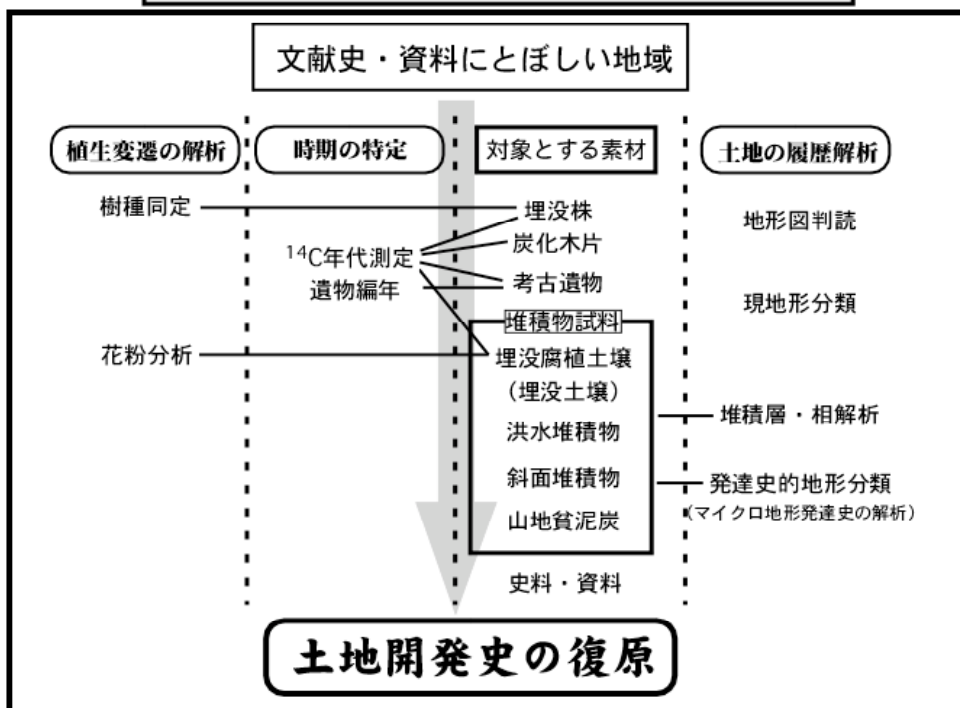 文献史・資料にとぼしい地域
植生変遷の解析
時期の特定
対象とする素材
土地の履歴解析
樹種同定
埋没株
地形図判読
炭化木片
¹⁴C年代測定
考古遺物
遺物編年
現地形分類
堆積物試料
花粉分析
埋没腐植土壌
（埋没土壌）
堆積層・相解析
洪水堆積物
斜面堆積物
発達史的地形分類
（マイクロ地形発達史の解析）
山地貧泥炭
史料・資料
土地開発史の復原